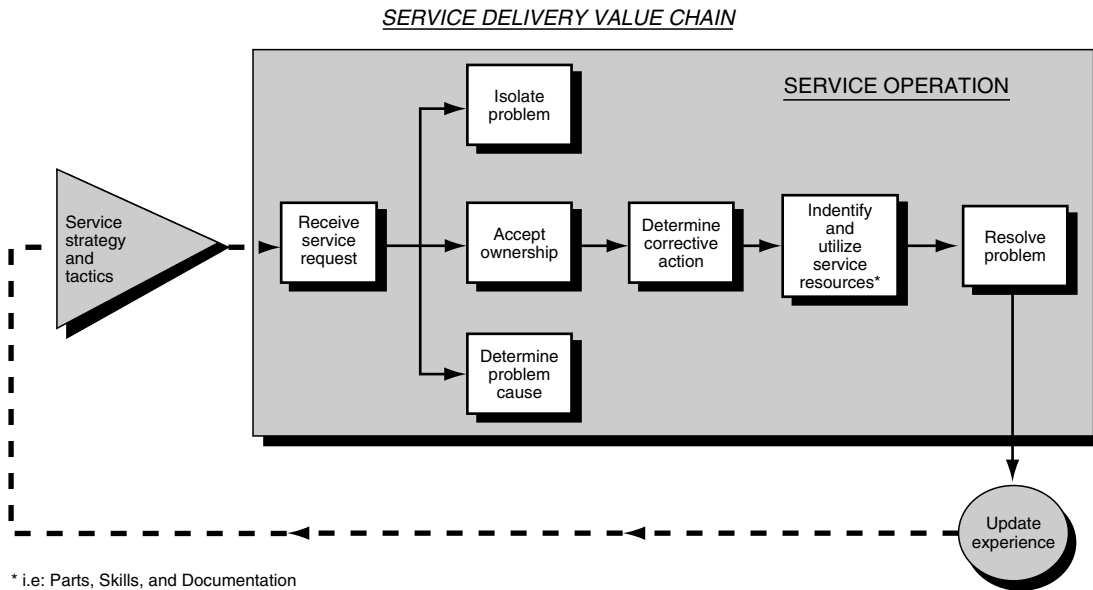 SERVICE DELIVERY VALUE CHAIN
SERVICE OPERATION
Isolate
problem
Service
strategy
and
tactics
Receive
service
request
Accept
ownership
Determine
corrective
action
Indentify
and
utilize
service
resources*
Resolve
problem
Determine
problem
cause
Update
experience
* i.e: Parts, Skills, and Documentation